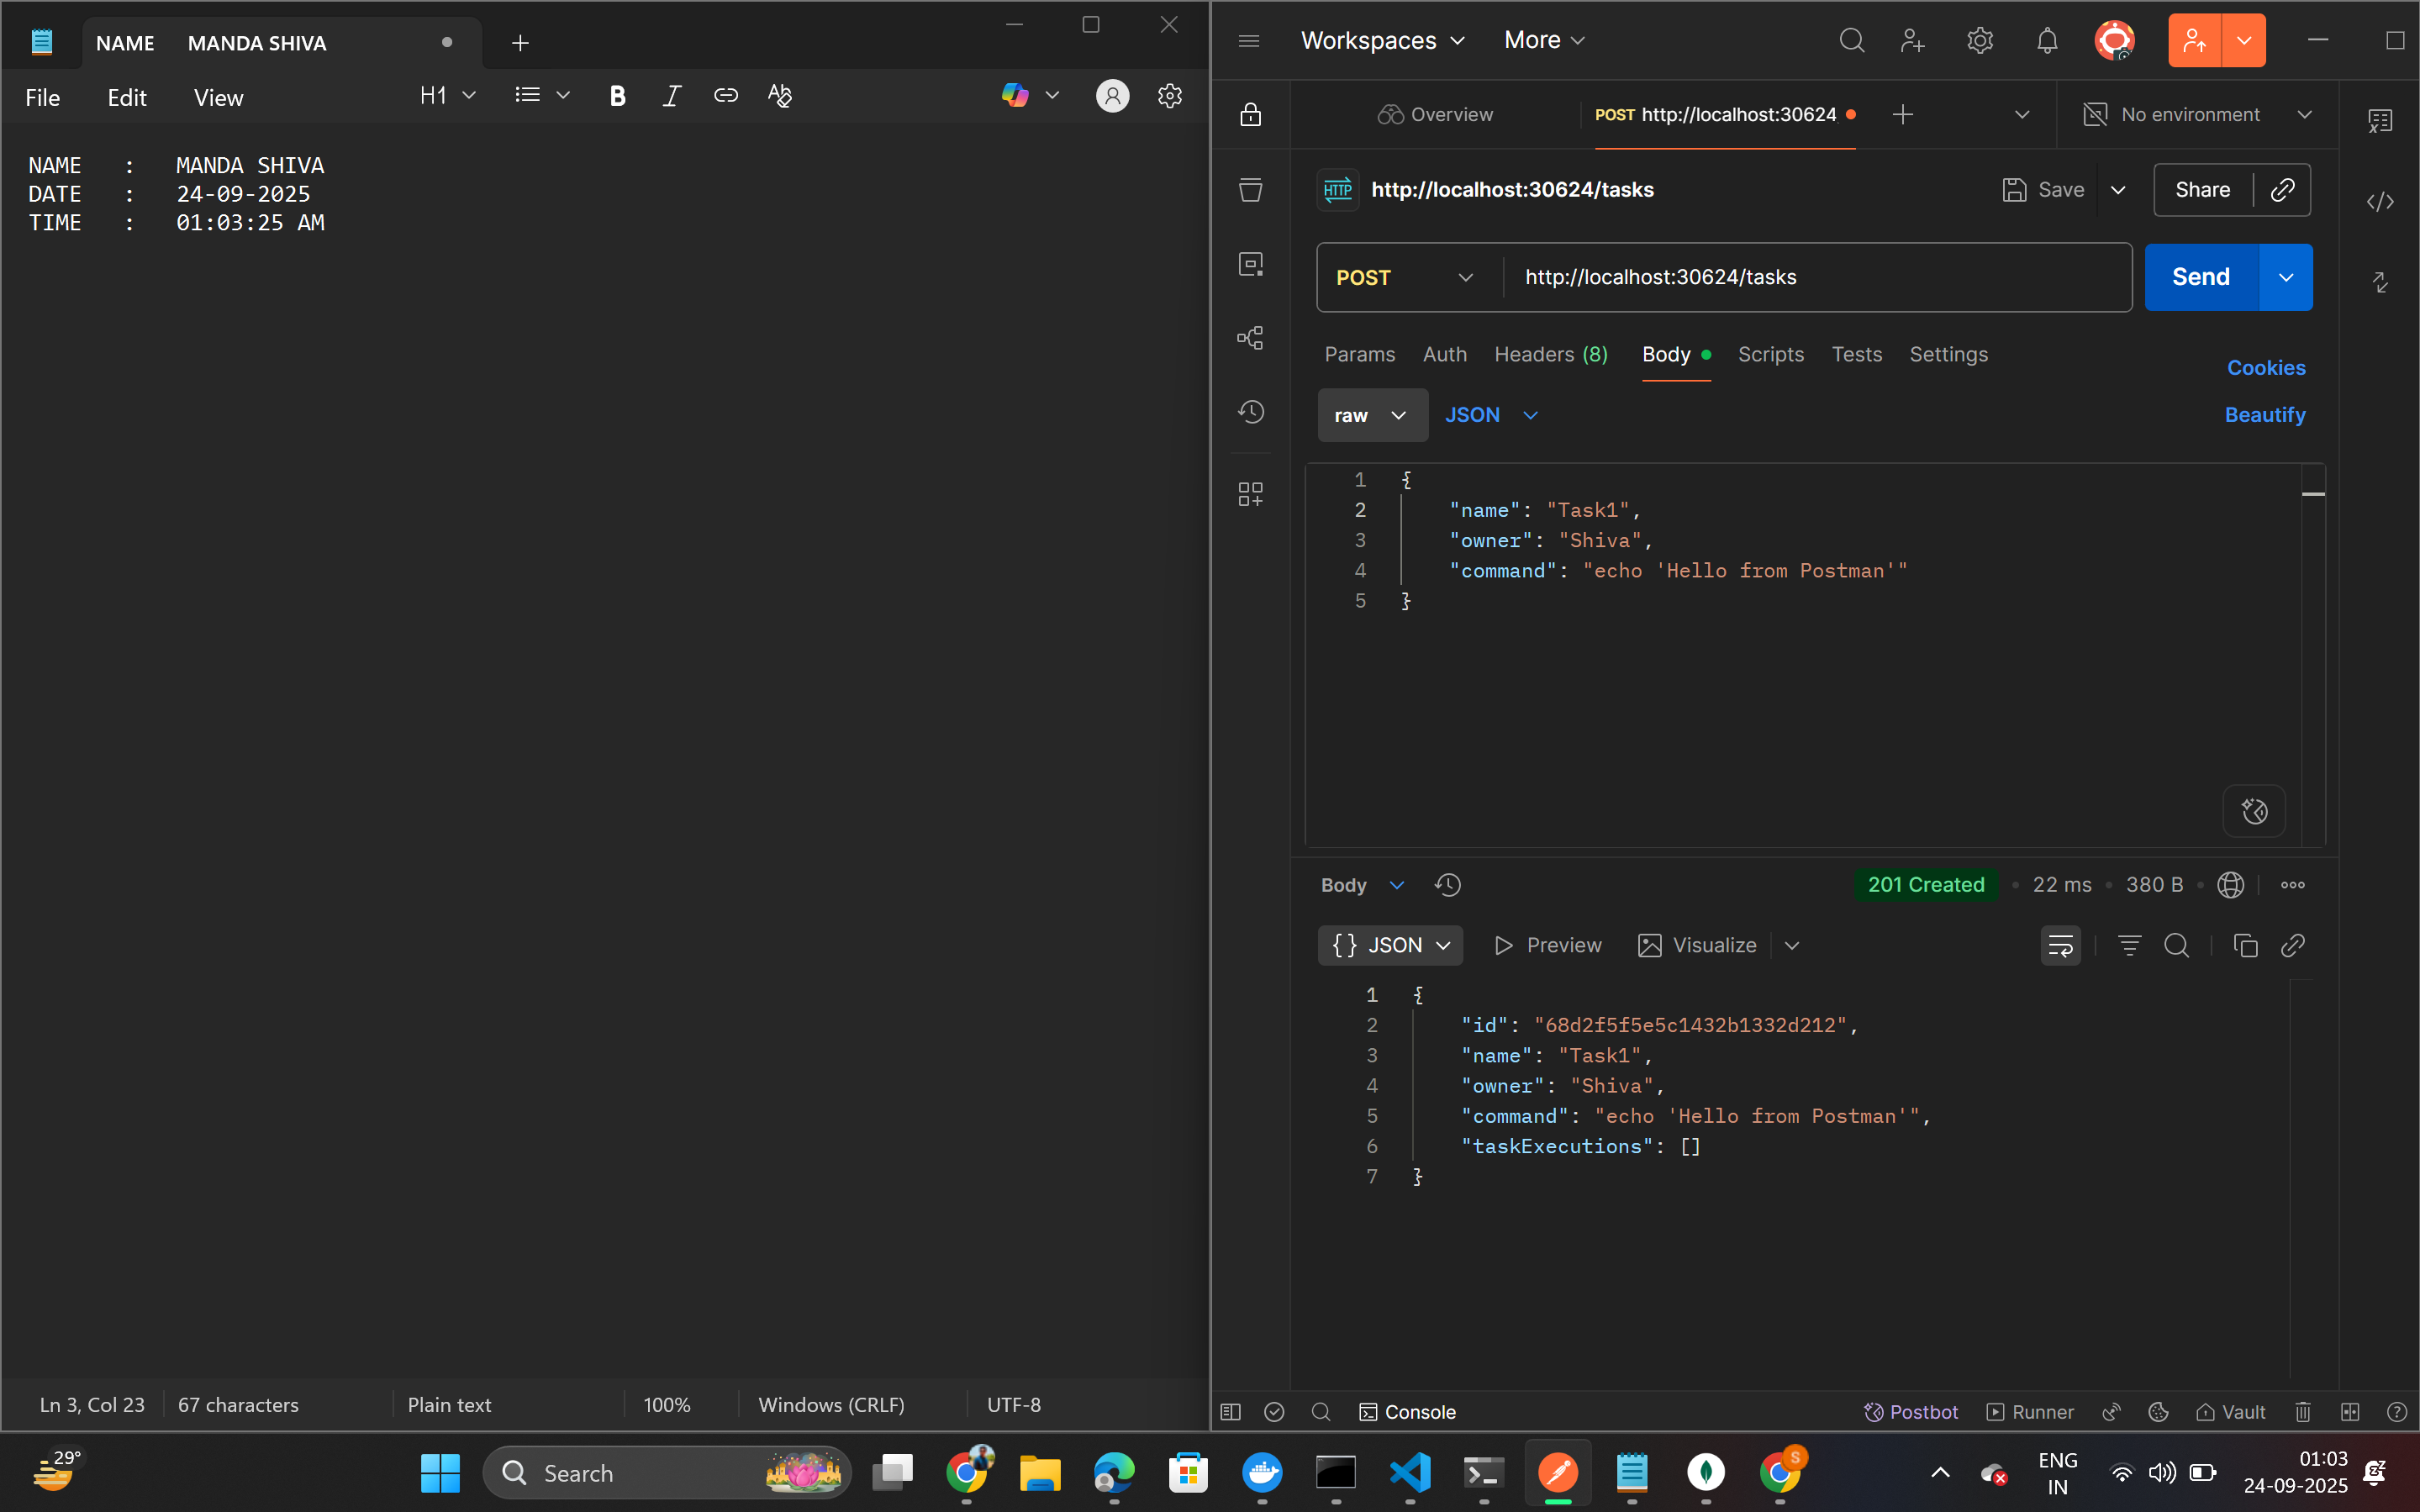 NAME MANDA SHIVA
File Edit View H1 B I
NAME : MANDA SHIVA
DATE : 24-09-2025
TIME : 01:03:25 AM
Ln 3, Col 23 67 characters Plain text 100% Windows (CRLF) UTF-8
Workspaces More
Overview POST http://localhost:30624 No environment
HTTP http://localhost:30624/tasks Save Share
POST http://localhost:30624/tasks Send
Params Auth Headers (8) Body Scripts Tests Settings Cookies
raw JSON Beautify
1 {
2 "name": "Task1",
3 "owner": "Shiva",
4 "command": "echo 'Hello from Postman'"
5 }
Body 201 Created 22 ms 380 B
{} JSON Preview Visualize
1 {
2 "id": "68d2f5f5e5c1432b1332d212",
3 "name": "Task1",
4 "owner": "Shiva",
5 "command": "echo 'Hello from Postman'",
6 "taskExecutions": []
7 }
Console Postbot Runner Vault
29° Search S ENG 01:03
IN 24-09-2025